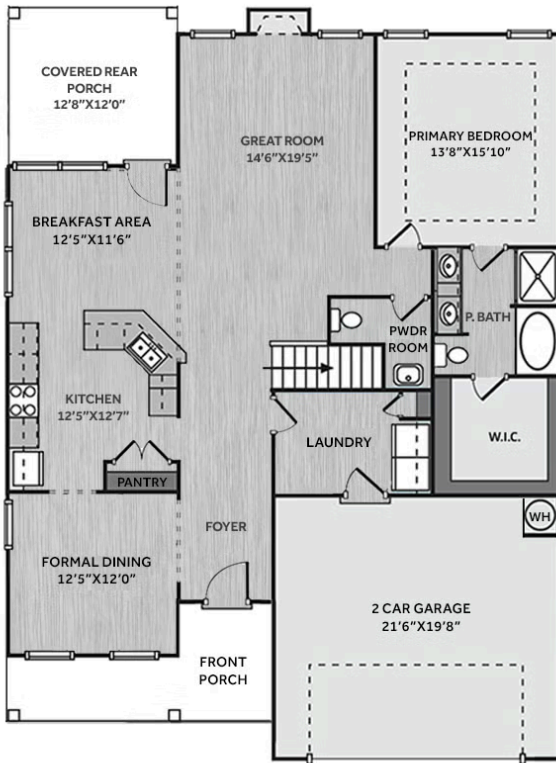 COVERED REAR
PORCH
12'8"X12'0"
GREAT ROOM
14'6"X19'5"
PRIMARY BEDROOM
13'8"X15'10"
BREAKFAST AREA
12'5"X11'6"
P. BATH
PWDR
ROOM
KITCHEN
12'5"X12'7"
LAUNDRY
W.I.C.
PANTRY
WH
FOYER
FORMAL DINING
12'5"X12'0"
2 CAR GARAGE
21'6"X19'8"
FRONT
PORCH